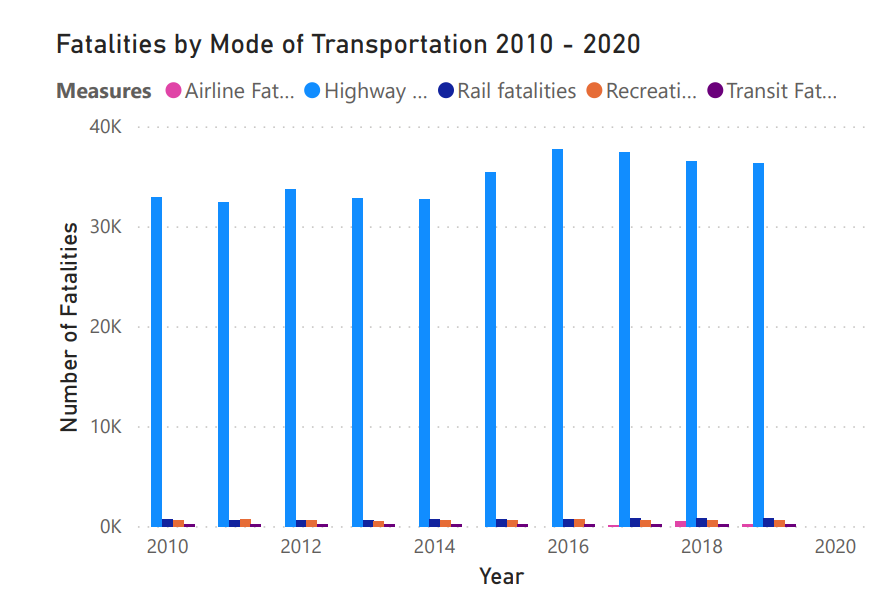 Fatalities by Mode of Transportation 2010 - 2020
Measures Airline Fat... Highway ... Rail fatalities Recreati... Transit Fat...
40K
30K
20K
10K
0K
Number of Fatalities
2010 2012 2014 2016 2018 2020
Year